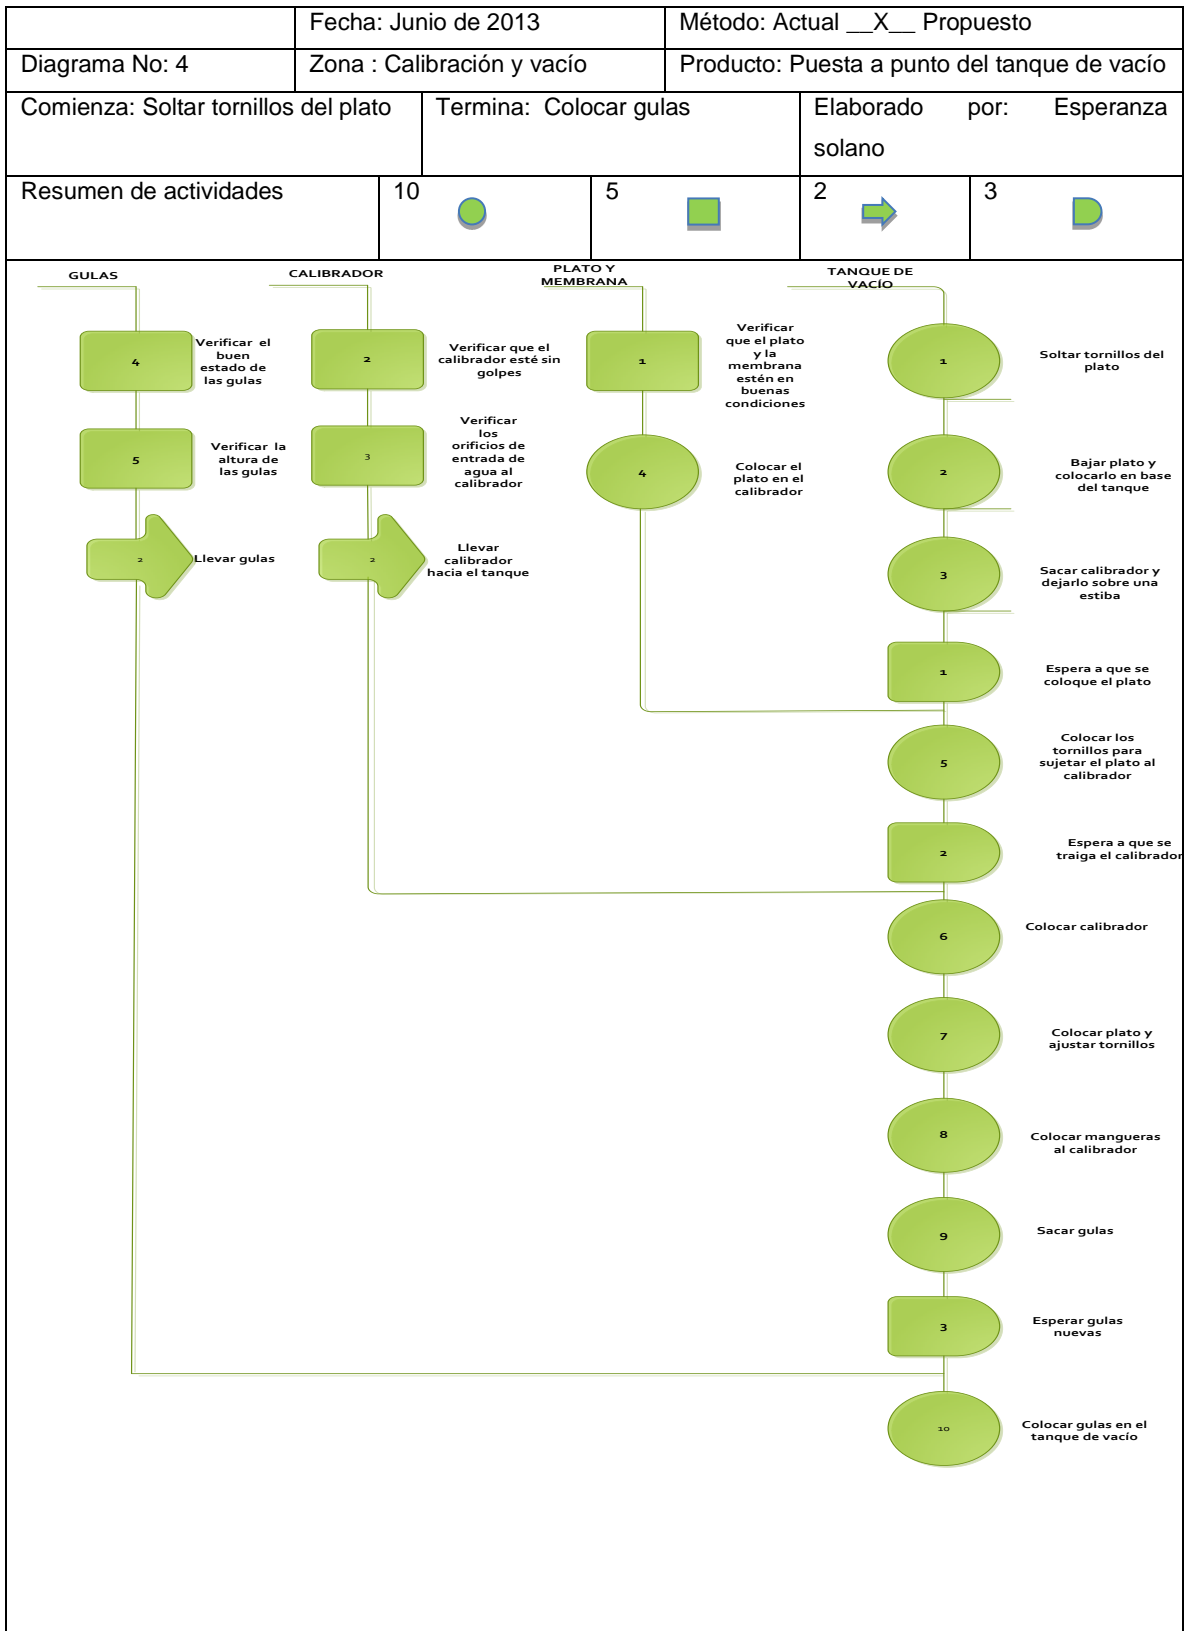 Fecha: Junio de 2013
Método: Actual __X__ Propuesto
Diagrama No: 4
Zona : Calibración y vacío
Producto: Puesta a punto del tanque de vacío
Comienza: Soltar tornillos del plato
Termina: Colocar gulas
Elaborado por: Esperanza
solano
Resumen de actividades
10
5
2
3
GULAS
CALIBRADOR
PLATO Y
MEMBRANA
TANQUE DE
VACÍO
4
Verificar el
buen
estado de
las gulas
5
Verificar la
altura de
las gulas
2
Llevar gulas
2
Verificar que el
calibrador esté sin
golpes
3
Verificar
los
orificios de
entrada de
agua al
calibrador
2
Llevar
calibrador
hacia el tanque
1
Verificar
que el plato
y la
membrana
estén en
buenas
condiciones
4
Colocar el
plato en el
calibrador
1
Soltar tornillos del
plato
2
Bajar plato y
colocarlo en base
del tanque
3
Sacar calibrador y
dejarlo sobre una
estiba
1
Espera a que se
coloque el plato
5
Colocar los
tornillos para
sujetar el plato al
calibrador
2
Espera a que se
traiga el calibrador
6
Colocar calibrador
7
Colocar plato y
ajustar tornillos
8
Colocar mangueras
al calibrador
9
Sacar gulas
3
Esperar gulas
nuevas
10
Colocar gulas en el
tanque de vacío